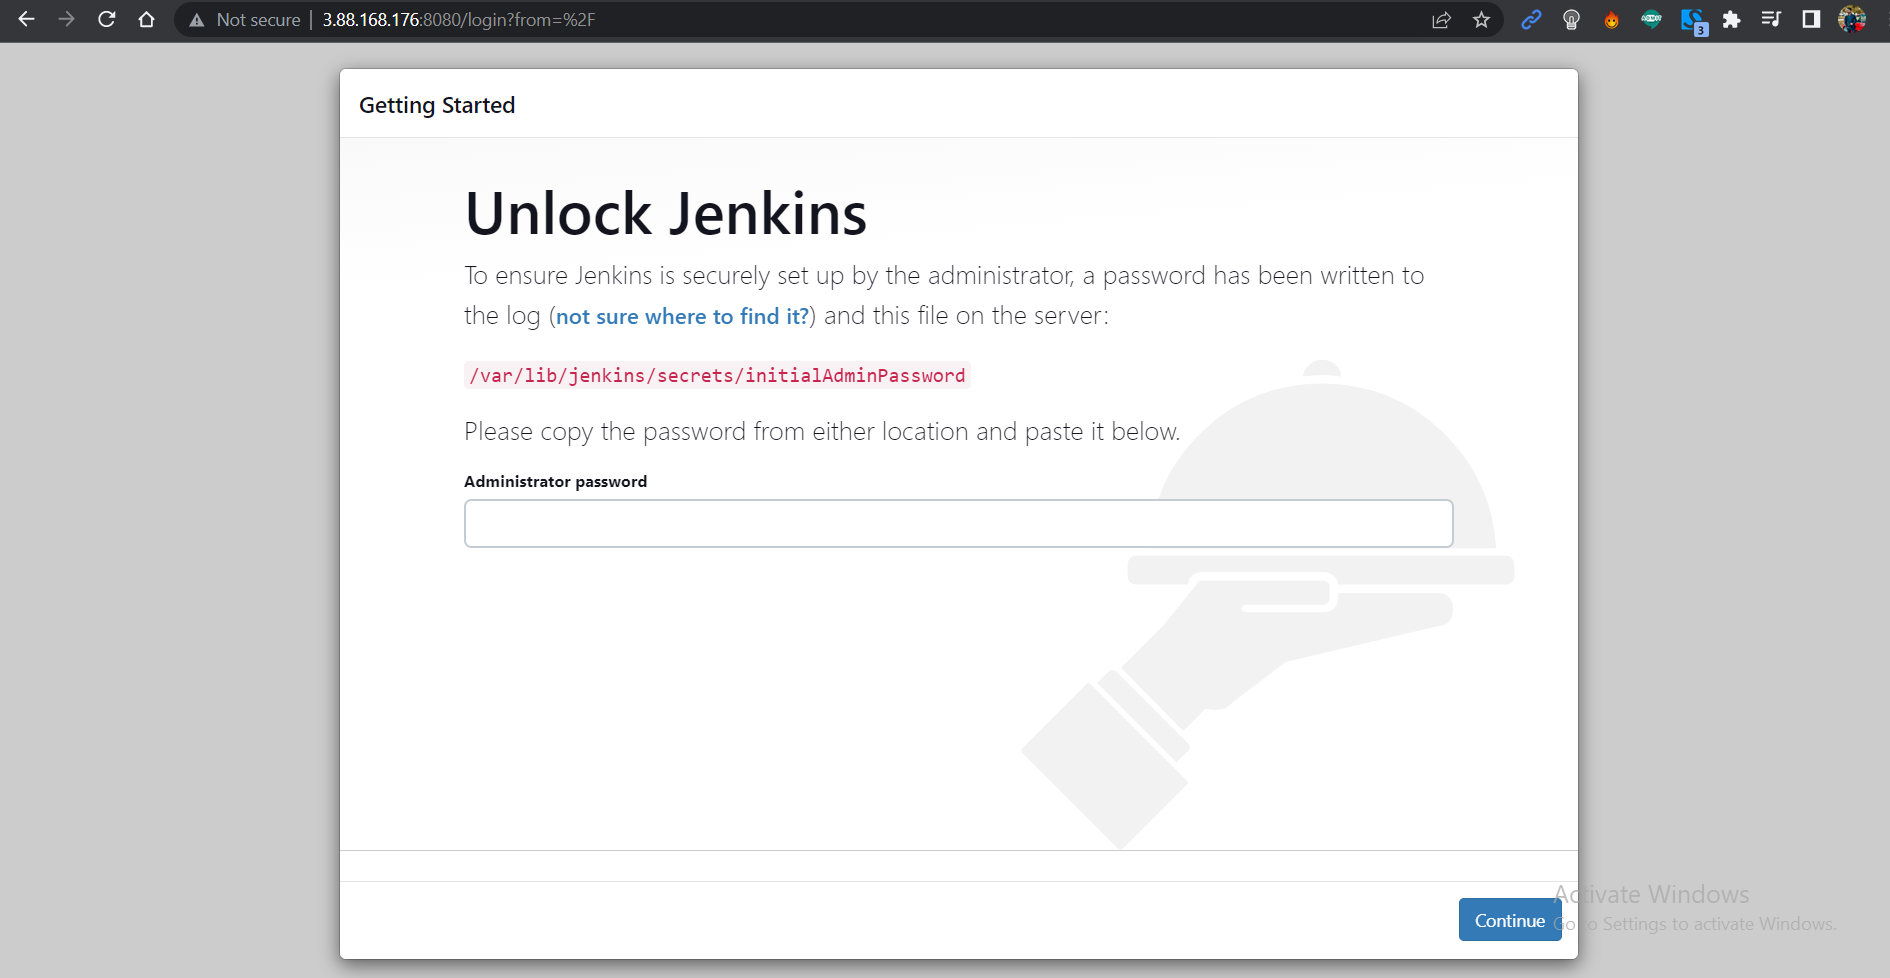 Not secure | 3.88.168.176:8080/login?from=%2F
3
Getting Started
Unlock Jenkins
To ensure Jenkins is securely set up by the administrator, a password has been written to
the log (not sure where to find it?) and this file on the server:
/var/lib/jenkins/secrets/initialAdminPassword
Please copy the password from either location and paste it below.
Administrator password
Activate Windows
Continue
Go to Settings to activate Windows.